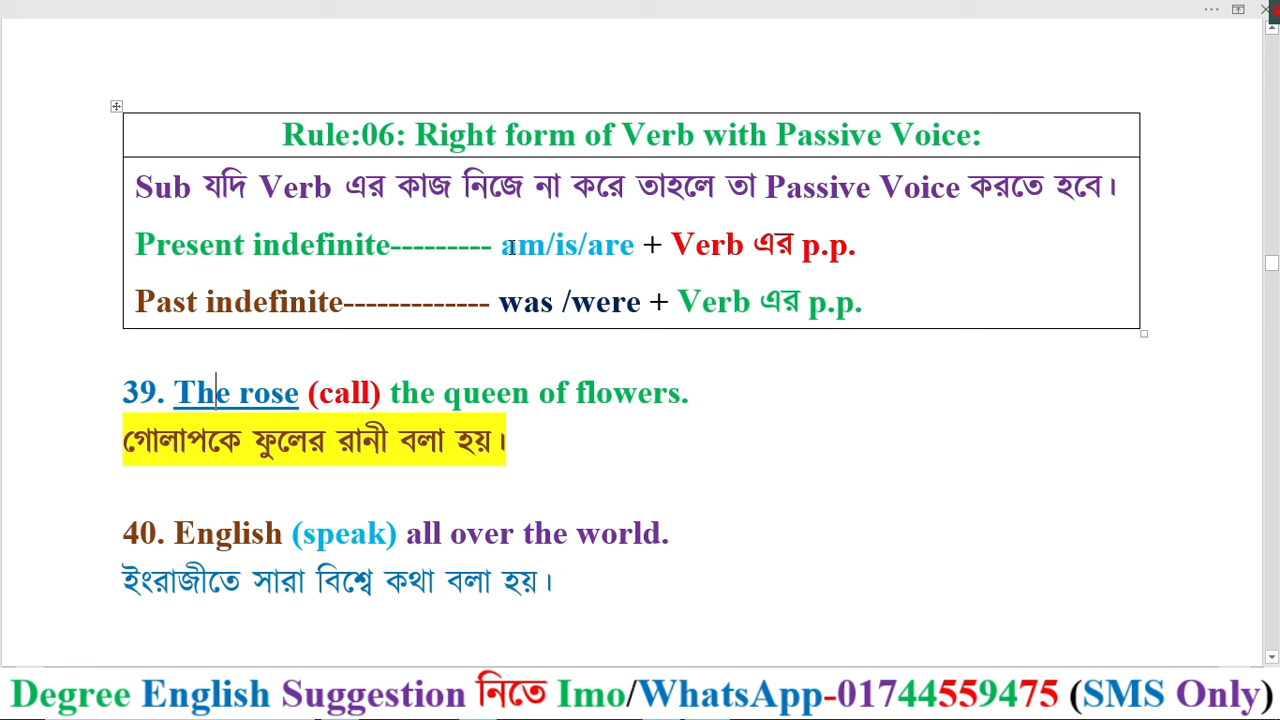 Rule:06: Right form of Verb with Passive Voice:
Sub যদি Verb এর কাজ নিজে না করে তাহলে তা Passive Voice করতে হবে।
Present indefinite--------- am/is/are + Verb এর p.p.
Past indefinite------------- was /were + Verb এর p.p.
39. The rose (call) the queen of flowers.
গোলাপকে ফুলের রানী বলা হয়।
40. English (speak) all over the world.
ইংরাজীতে সারা বিশ্বে কথা বলা হয়।
Degree English Suggestion নিতে Imo/WhatsApp-01744559475 (SMS Only)